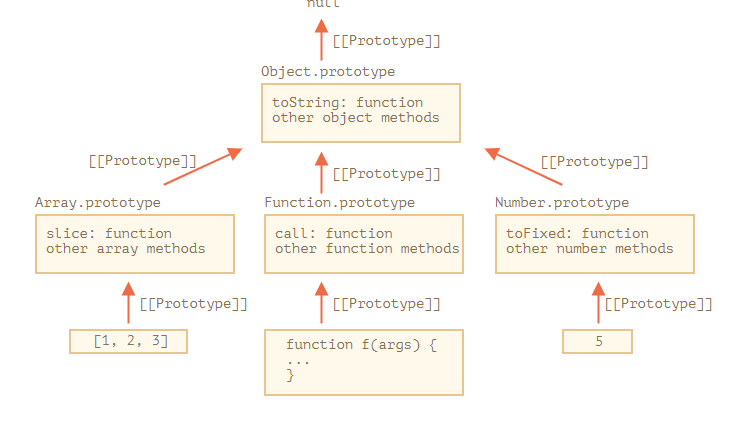 null
[[Prototype]]
Object.prototype
toString: function
other object methods
[[Prototype]]
[[Prototype]]
[[Prototype]]
Array.prototype
Function.prototype
Number.prototype
slice: function
other array methods
call: function
other function methods
toFixed: function
other number methods
[[Prototype]]
[[Prototype]]
[[Prototype]]
[1, 2, 3]
function f(args) {
...
}
5